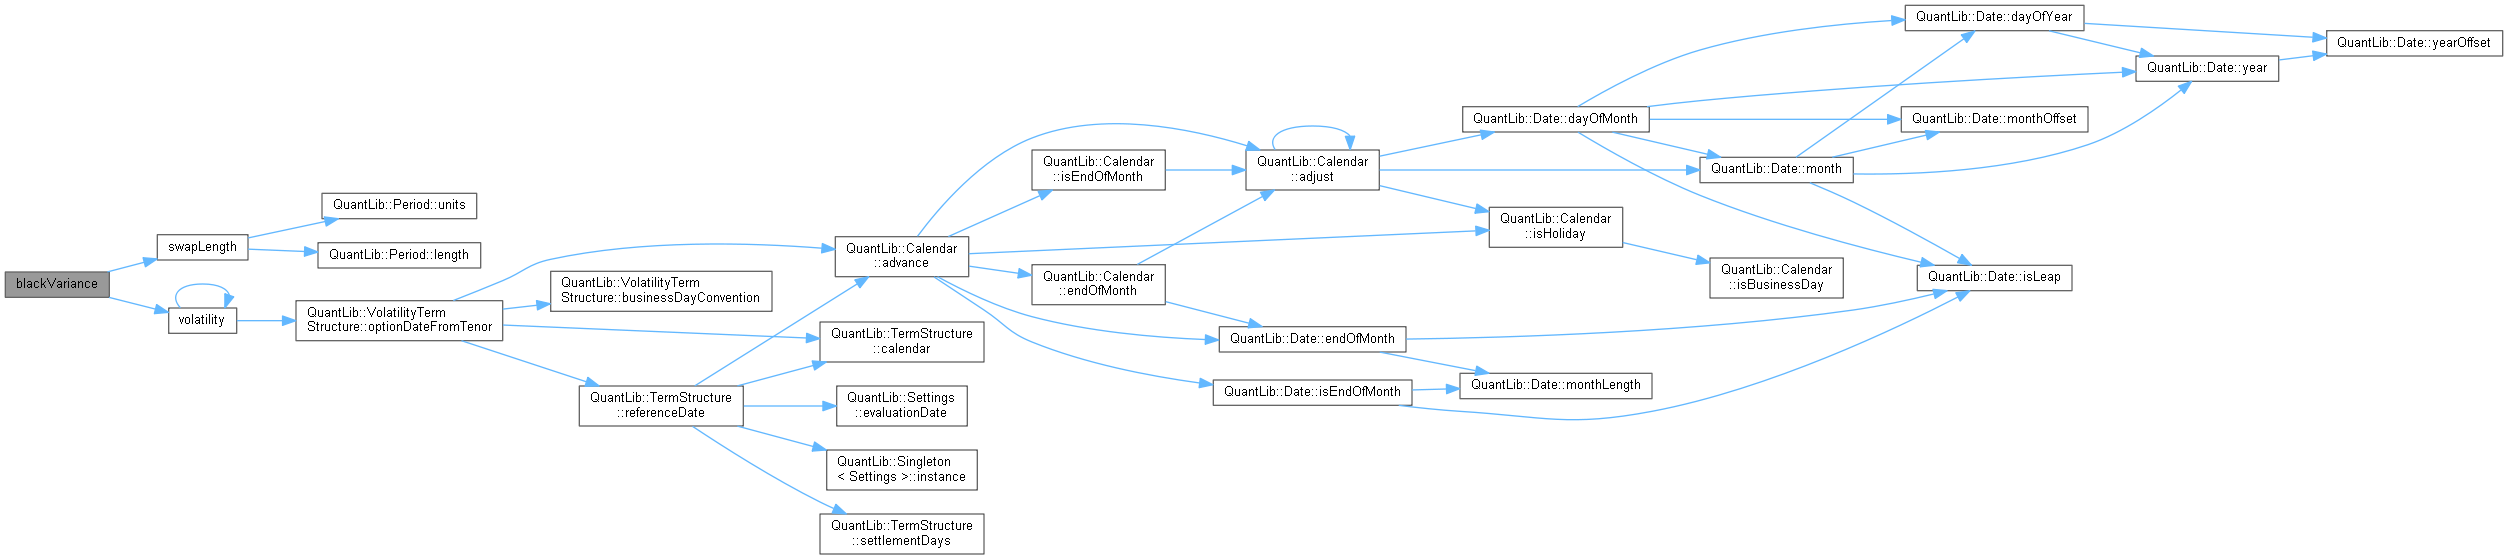 blackVariance
swapLength
QuantLib::Period::units
QuantLib::Period::length
volatility
QuantLib::VolatilityTerm
Structure::optionDateFromTenor
QuantLib::VolatilityTerm
Structure::businessDayConvention
QuantLib::TermStructure
::calendar
QuantLib::TermStructure
::referenceDate
QuantLib::Settings
::evaluationDate
QuantLib::Singleton
< Settings >::instance
QuantLib::TermStructure
::settlementDays
QuantLib::Calendar
::advance
QuantLib::Calendar
::isEndOfMonth
QuantLib::Calendar
::endOfMonth
QuantLib::Calendar
::adjust
QuantLib::Date::endOfMonth
QuantLib::Date::isEndOfMonth
QuantLib::Date::dayOfMonth
QuantLib::Calendar
::isHoliday
QuantLib::Date::monthLength
QuantLib::Date::month
QuantLib::Calendar
::isBusinessDay
QuantLib::Date::dayOfYear
QuantLib::Date::monthOffset
QuantLib::Date::isLeap
QuantLib::Date::year
QuantLib::Date::yearOffset